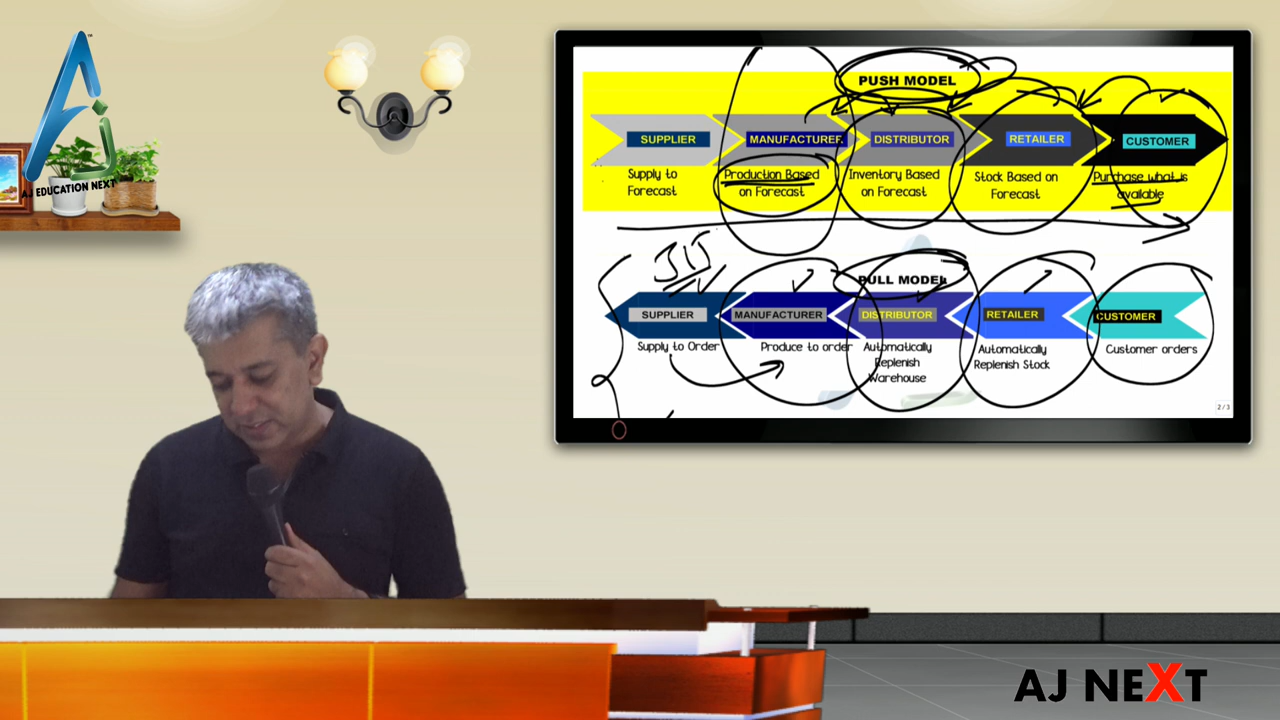 ™
AJ EDUCATION NEXT
PUSH MODEL
SUPPLIER
MANUFACTURER
DISTRIBUTOR
RETAILER
CUSTOMER
Supply to
Forecast
Production Based
on Forecast
Inventory Based
on Forecast
Stock Based on
Forecast
Purchase what is
available
JIT
PULL MODEL
SUPPLIER
MANUFACTURER
DISTRIBUTOR
RETAILER
CUSTOMER
Supply to Order
Produce to order
Automatically
Replenish
Warehouse
Automatically
Replenish Stock
Customer orders
2/3
AJ NEXT